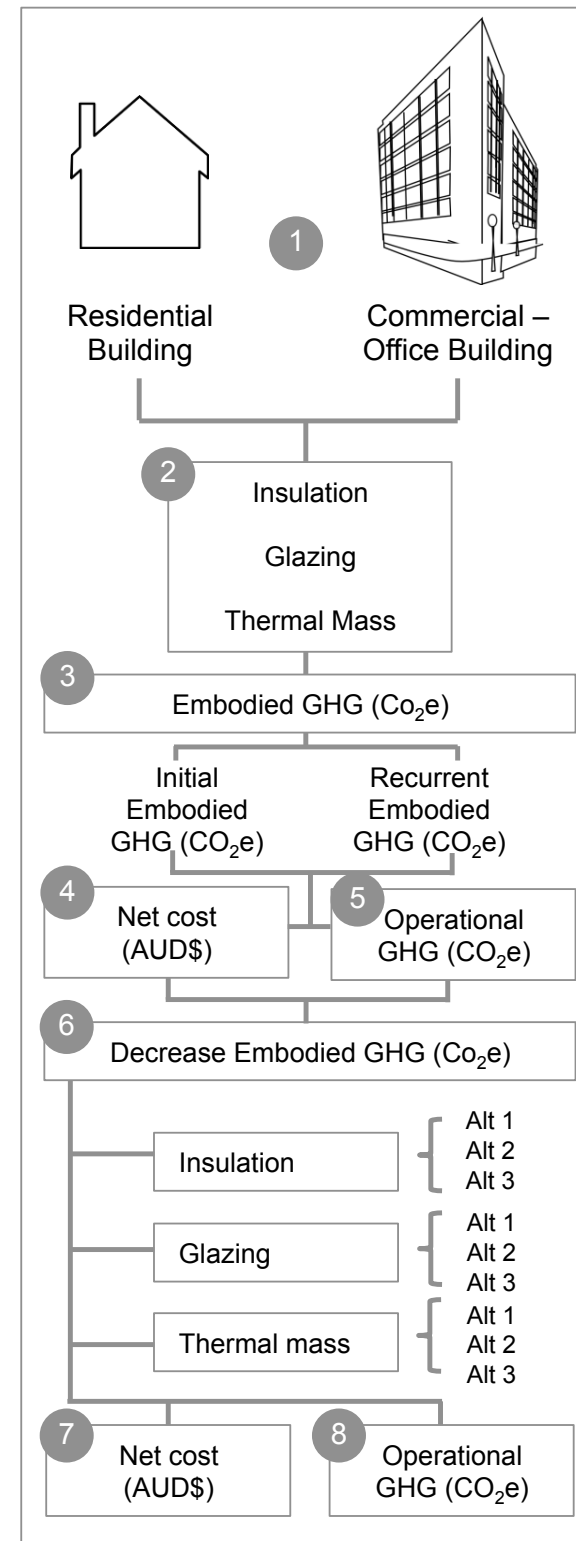 1
Residential
Building
Commercial –
Office Building
2
Insulation
Glazing
Thermal Mass
3
Embodied GHG (Co₂e)
Initial
Embodied
GHG (CO₂e)
Recurrent
Embodied
GHG (CO₂e)
4
Net cost
(AUD$)
5
Operational
GHG (CO₂e)
6
Decrease Embodied GHG (Co₂e)
Insulation
Alt 1
Alt 2
Alt 3
Glazing
Alt 1
Alt 2
Alt 3
Thermal mass
Alt 1
Alt 2
Alt 3
7
Net cost
(AUD$)
8
Operational
GHG (CO₂e)